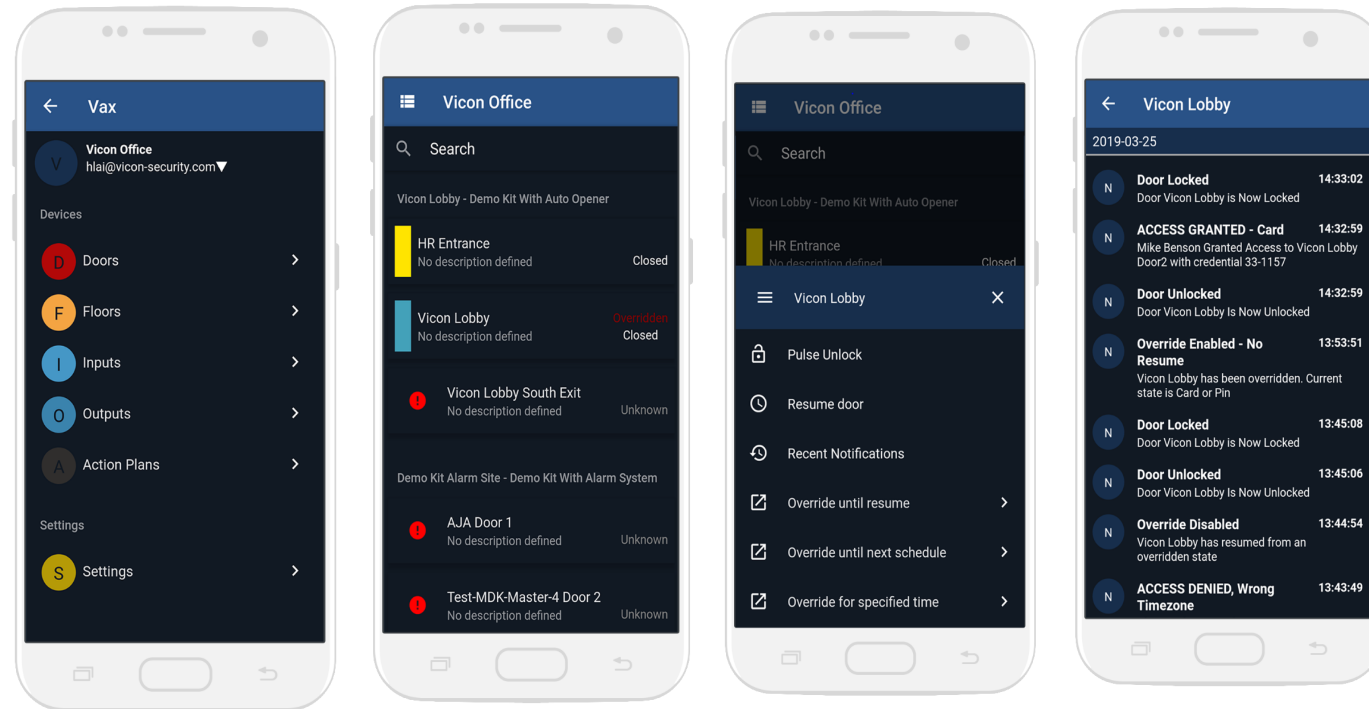 Vax
V
Vicon Office
hlai@vicon-security.com▼
Devices
D
Doors
F
Floors
I
Inputs
O
Outputs
A
Action Plans
Settings
S
Settings
Vicon Office
Search
Vicon Lobby - Demo Kit With Auto Opener
HR Entrance
No description defined
Closed
Vicon Lobby
Overridden
No description defined
Closed
Vicon Lobby South Exit
No description defined
Unknown
Demo Kit Alarm Site - Demo Kit With Alarm System
AJA Door 1
No description defined
Unknown
Test-MDK-Master-4 Door 2
No description defined
Unknown
Vicon Office
Search
Vicon Lobby - Demo Kit With Auto Opener
HR Entrance
No description defined
Closed
Vicon Lobby
Pulse Unlock
Resume door
Recent Notifications
Override until resume
Override until next schedule
Override for specified time
Vicon Lobby
2019-03-25
N
Door Locked
14:33:02
Door Vicon Lobby is Now Locked
N
ACCESS GRANTED - Card
14:32:59
Mike Benson Granted Access to Vicon Lobby
Door2 with credential 33-1157
N
Door Unlocked
14:32:59
Door Vicon Lobby Is Now Unlocked
N
Override Enabled - No
13:53:51
Resume
Vicon Lobby has been overridden. Current
state is Card or Pin
N
Door Locked
13:45:08
Door Vicon Lobby is Now Locked
N
Door Unlocked
13:45:06
Door Vicon Lobby Is Now Unlocked
N
Override Disabled
13:44:54
Vicon Lobby has resumed from an
overridden state
N
ACCESS DENIED, Wrong
13:43:49
Timezone